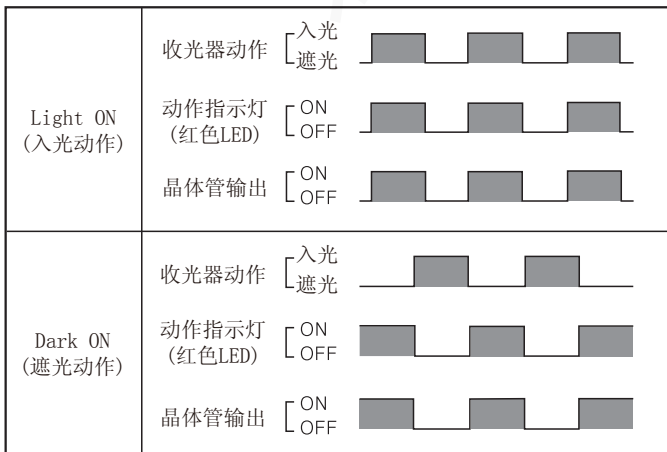 Light ON
(入光动作)
收光器动作
入光
遮光
动作指示灯
(红色LED)
ON
OFF
晶体管输出
ON
OFF
Dark ON
(遮光动作)
收光器动作
入光
遮光
动作指示灯
(红色LED)
ON
OFF
晶体管输出
ON
OFF